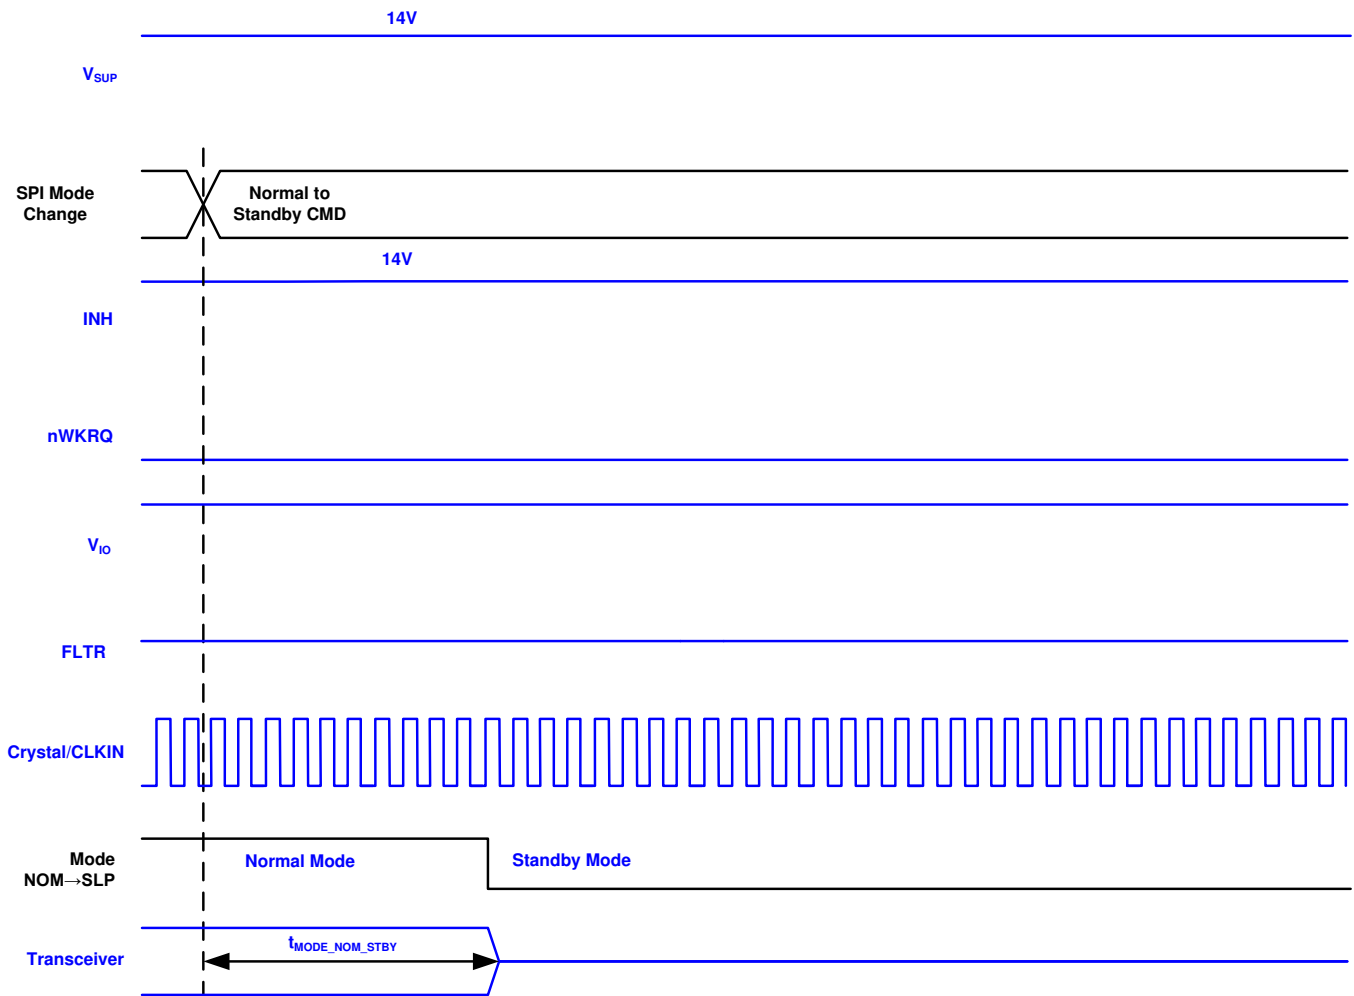 14V
VSUP
SPI Mode
Change
Normal to
Standby CMD
14V
INH
nWKRQ
VIO
FLTR
Crystal/CLKIN
Mode
NOM→SLP
Normal Mode
Standby Mode
Transceiver
tMODE_NOM_STBY